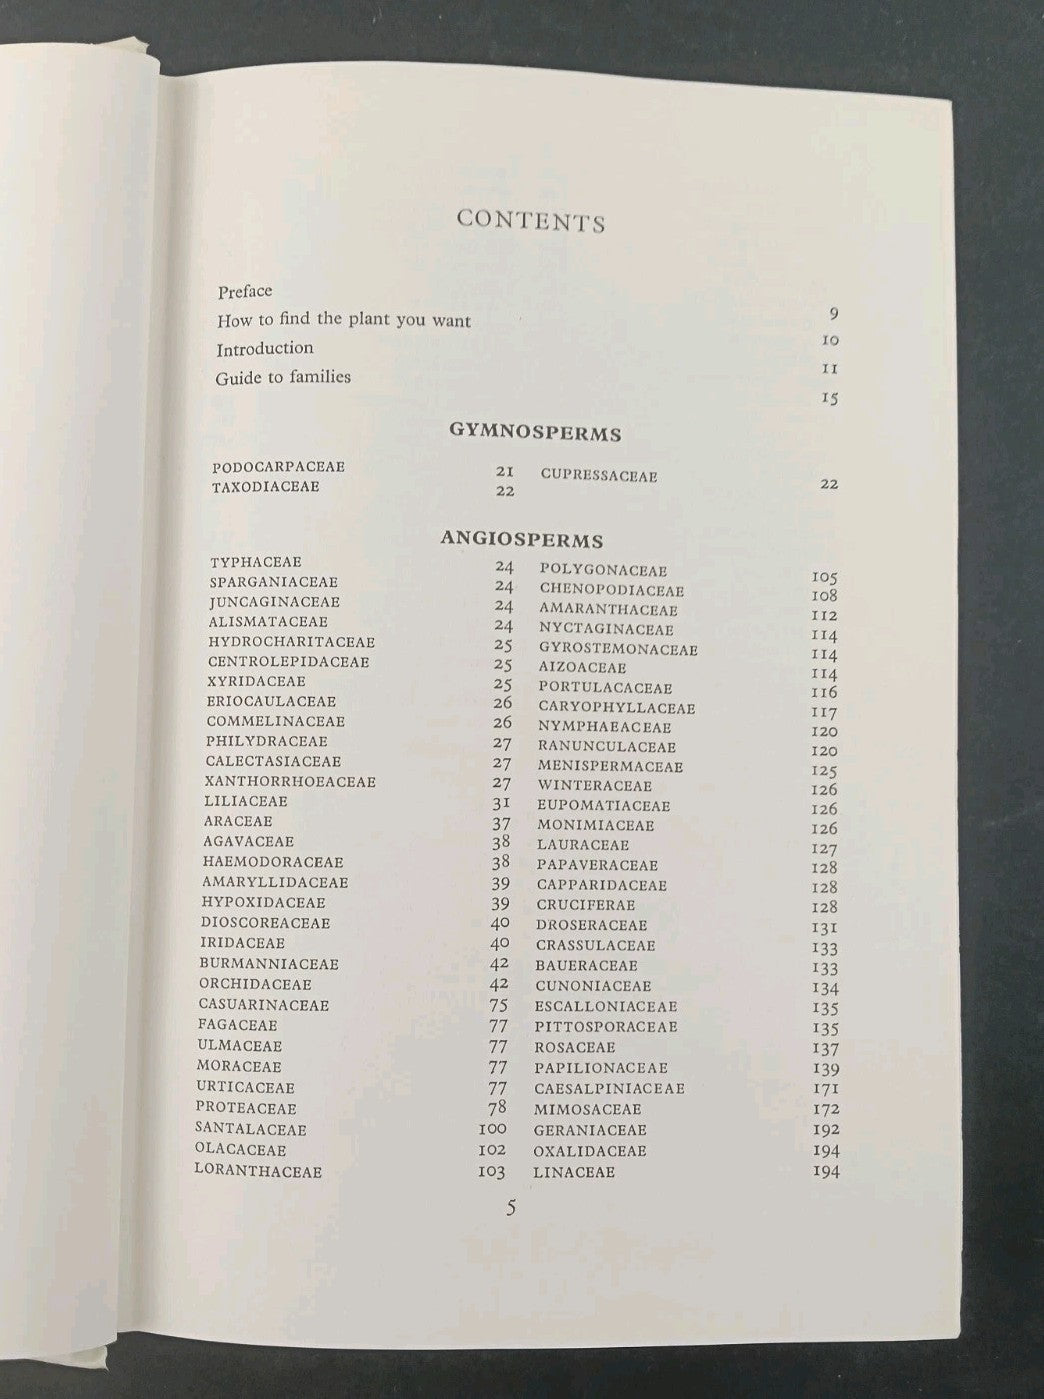 CONTENTS
Preface 9
How to find the plant you want 10
Introduction 11
Guide to families 15
GYMNOSPERMS
PODOCARPACEAE 21
TAXODIACEAE 22
CUPRESSACEAE 22
ANGIOSPERMS
TYPHACEAE 24
SPARGANIACEAE 24
JUNCAGINACEAE 24
ALISMATACEAE 24
HYDROCHARITACEAE 25
CENTROLEPIDACEAE 25
XYRIDACEAE 25
ERIOCAULACEAE 26
COMMELINACEAE 26
PHILYDRACEAE 27
CALECTASIACEAE 27
XANTHORRHOEACEAE 27
LILIACEAE 31
ARACEAE 37
AGAVACEAE 38
HAEMODORACEAE 38
AMARYLLIDACEAE 39
HYPOXIDACEAE 39
DIOSCOREACEAE 40
IRIDACEAE 40
BURMANNIACEAE 42
ORCHIDACEAE 42
CASUARINACEAE 75
FAGACEAE 77
ULMACEAE 77
MORACEAE 77
URTICACEAE 77
PROTEACEAE 78
SANTALACEAE 100
OLACACEAE 102
LORANTHACEAE 103
POLYGONACEAE 105
CHENOPODIACEAE 108
AMARANTHACEAE 112
NYCTAGINACEAE 114
GYROSTEMONACEAE 114
AIZOACEAE 114
PORTULACACEAE 116
CARYOPHYLLACEAE 117
NYMPHAEACEAE 120
RANUNCULACEAE 120
MENISPERMACEAE 125
WINTERACEAE 126
EUPOMATIACEAE 126
MONIMIACEAE 126
LAURACEAE 127
PAPAVERACEAE 128
CAPPARIDACEAE 128
CRUCIFERAE 128
DROSERACEAE 131
CRASSULACEAE 133
BAUERACEAE 133
CUNONIACEAE 134
ESCALLONIACEAE 135
PITTOSPORACEAE 135
ROSACEAE 137
PAPILIONACEAE 139
CAESALPINIACEAE 171
MIMOSACEAE 172
GERANIACEAE 192
OXALIDACEAE 194
LINACEAE 194
5